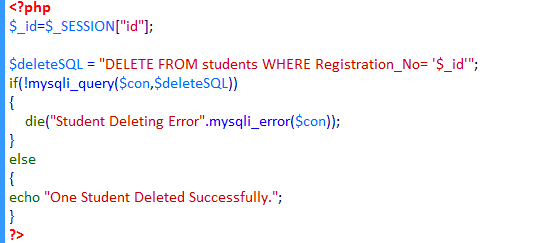 <?php
$_id=$_SESSION["id"];
$deleteSQL = "DELETE FROM students WHERE Registration_No= '$_id'";
if(!mysqli_query($con,$deleteSQL))
{
die("Student Deleting Error".mysqli_error($con));
}
else
{
echo "One Student Deleted Successfully.";
}
?>